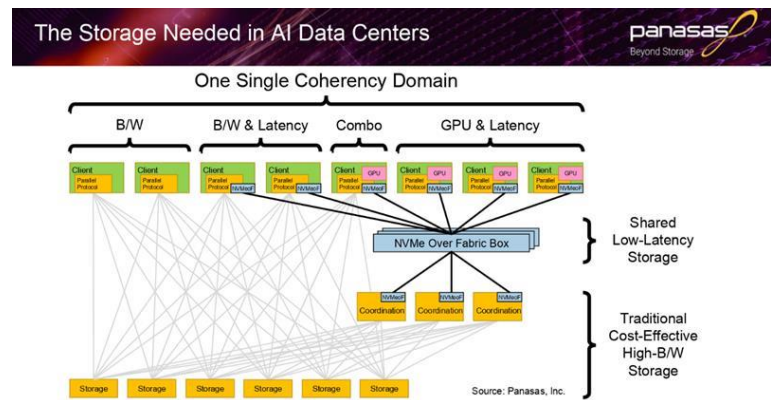 The Storage Needed in AI Data Centers
panasas
Beyond Storage
One Single Coherency Domain
B/W
B/W & Latency
Combo
GPU & Latency
Client
Parallel
Protocol
Client
Parallel
Protocol
Client
Parallel
Protocol
NVMeoF
Client
Parallel
Protocol
NVMeoF
Client
GPU
Parallel
Protocol
NVMeoF
Client
GPU
Parallel
Protocol
NVMeoF
Client
GPU
Parallel
Protocol
NVMeoF
Client
GPU
Parallel
Protocol
NVMeoF
NVMe Over Fabric Box
Shared
Low-Latency
Storage
NVMeoF
Coordination
NVMeoF
Coordination
NVMeoF
Coordination
Traditional
Cost-Effective
High-B/W
Storage
Storage
Storage
Storage
Storage
Storage
Storage
Source: Panasas, Inc.